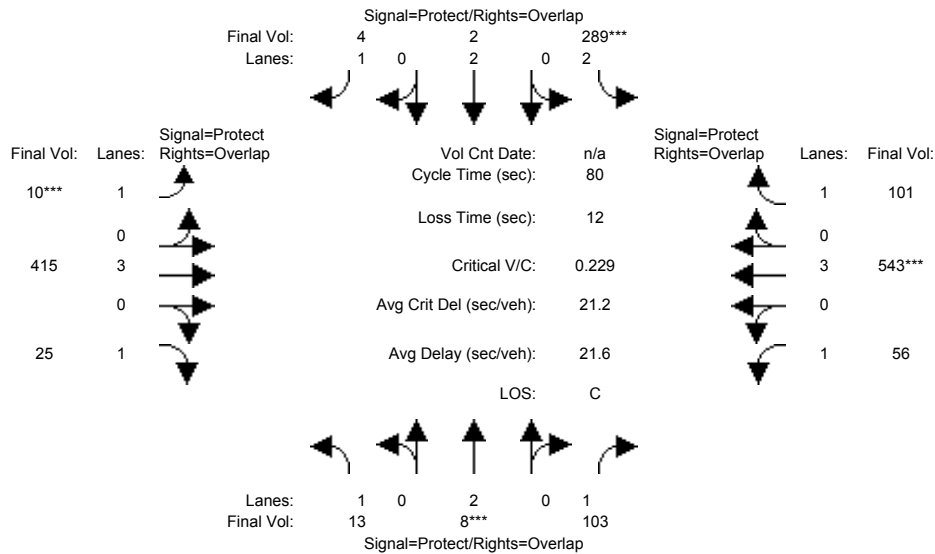 Signal=Protect/Rights=Overlap
Final Vol: 4 2 289***
Lanes: 1 0 2 0 2
Signal=Protect
Final Vol: Lanes: Rights=Overlap
Vol Cnt Date: n/a
Signal=Protect
Rights=Overlap Lanes: Final Vol:
Cycle Time (sec): 80
10*** 1
1 101
Loss Time (sec): 12
0
0
415 3
Critical V/C: 0.229
3 543***
0
Avg Crit Del (sec/veh): 21.2
0
25 1
Avg Delay (sec/veh): 21.6
1 56
LOS: C
Lanes: 1 0 2 0 1
Final Vol: 13 8*** 103
Signal=Protect/Rights=Overlap